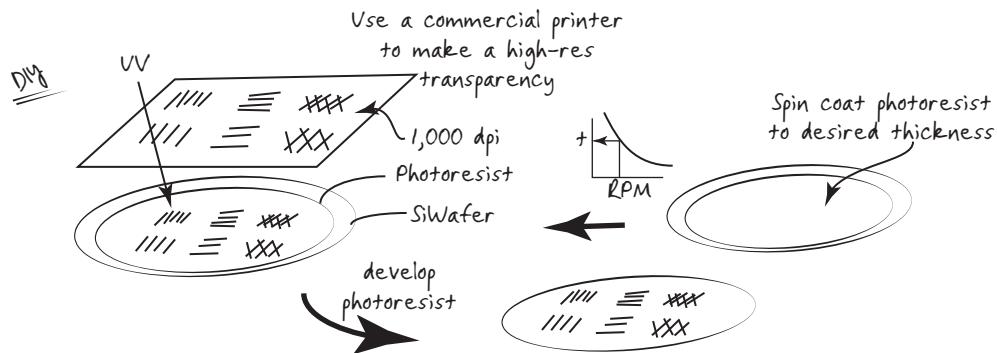 DIY
UV
Use a commercial printer
to make a high-res
transparency
1,000 dpi
Photoresist
SiWafer
t
RPM
Spin coat photoresist
to desired thickness
develop
photoresist